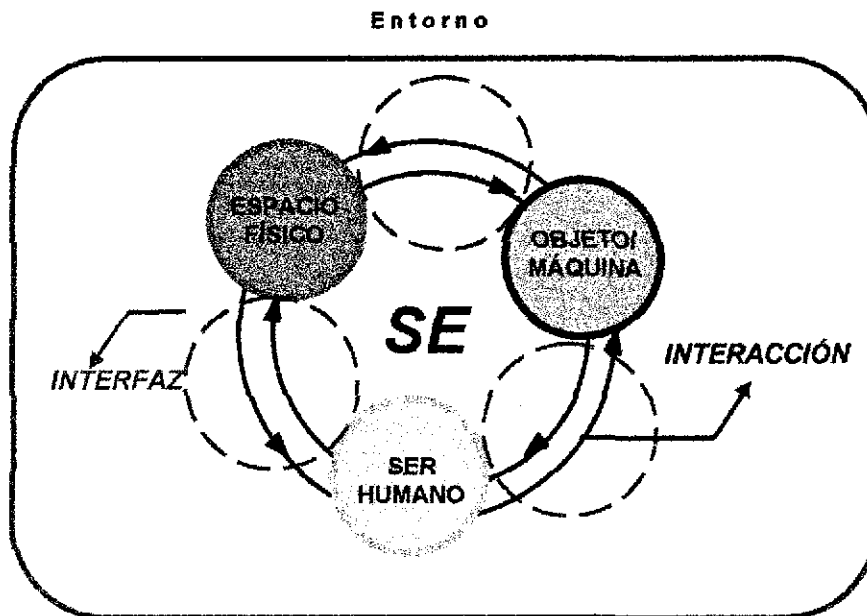 Entorno
ESPACIO
FÍSICO
OBJETO/
MÁQUINA
SE
INTERFAZ
INTERACCIÓN
SER
HUMANO